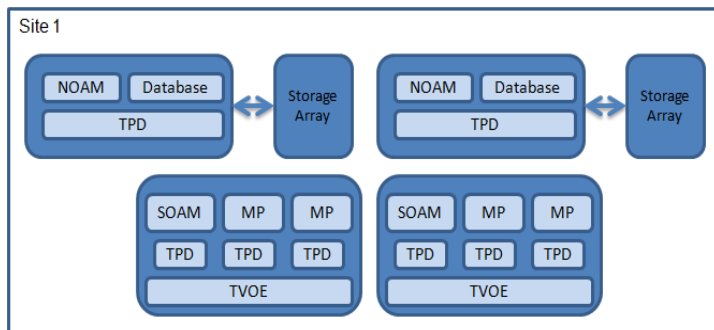 Site 1
NOAM Database
TPD
Storage
Array
NOAM Database
TPD
Storage
Array
SOAM MP MP
TPD TPD TPD
TVOE
SOAM MP MP
TPD TPD TPD
TVOE